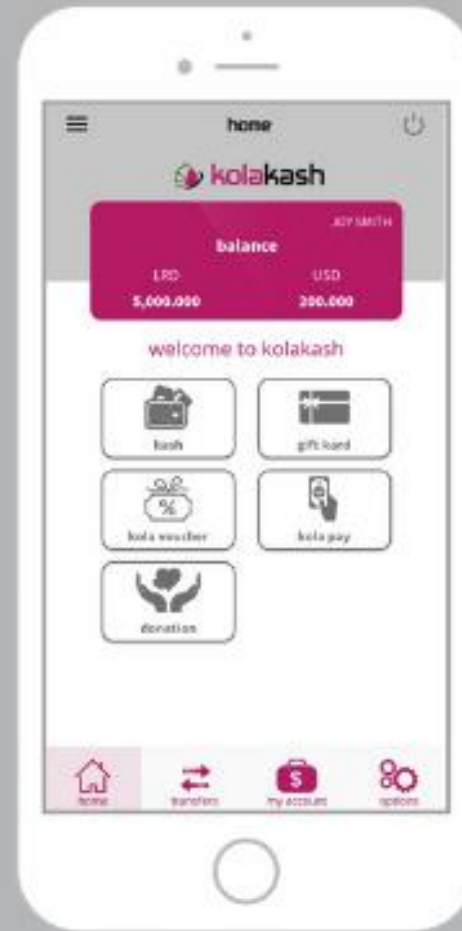 home
kolakash
JOY SMITH
balance
LRD USD
5,000.000 200.000
welcome to kolakash
kash gift kard
%
kola voucher kola pay
donation
$
home transfers my account options